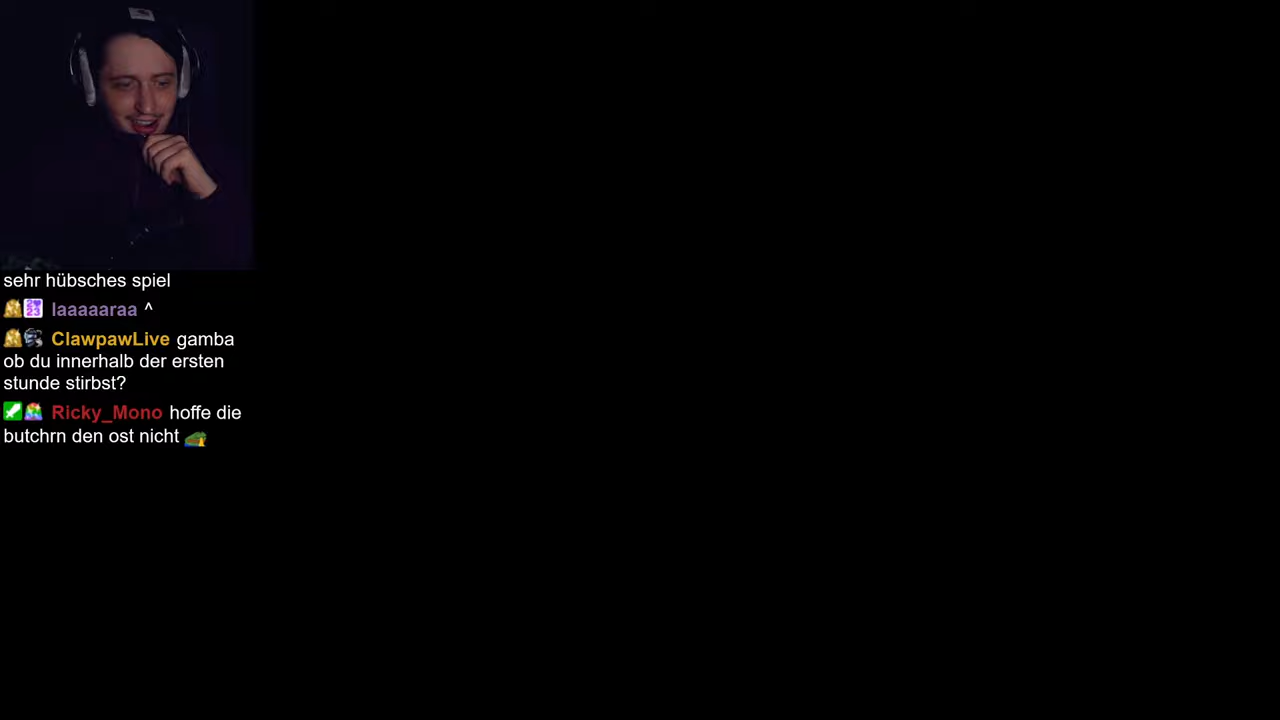 sehr hübsches spiel
laaaaaraa ^
ClawpawLive gamba
ob du innerhalb der ersten
stunde stirbst?
Ricky_Mono hoffe die
butchrn den ost nicht